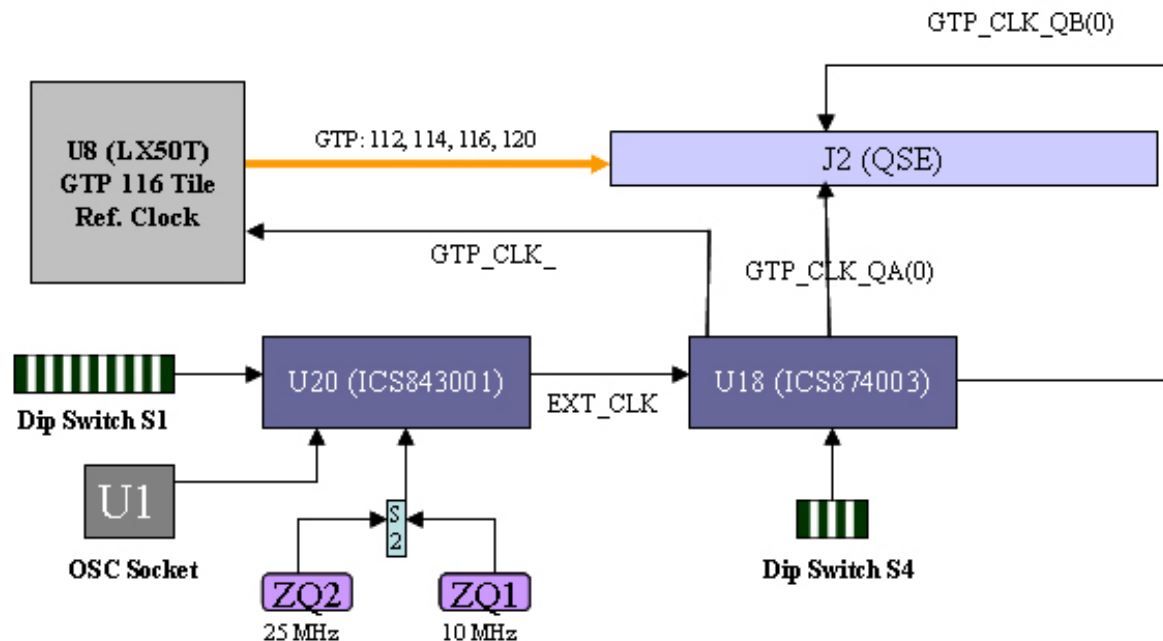 GTP_CLK_QB(0)
U8 (LX50T)
GTP 116 Tile
Ref. Clock
GTP: 112, 114, 116, 120
J2 (QSE)
GTP_CLK_
GTP_CLK_QA(0)
U20 (ICS843001)
U18 (ICS874003)
EXT_CLK
Dip Switch S1
U1
S
2
OSC Socket
Dip Switch S4
ZQ2
ZQ1
25 MHz
10 MHz